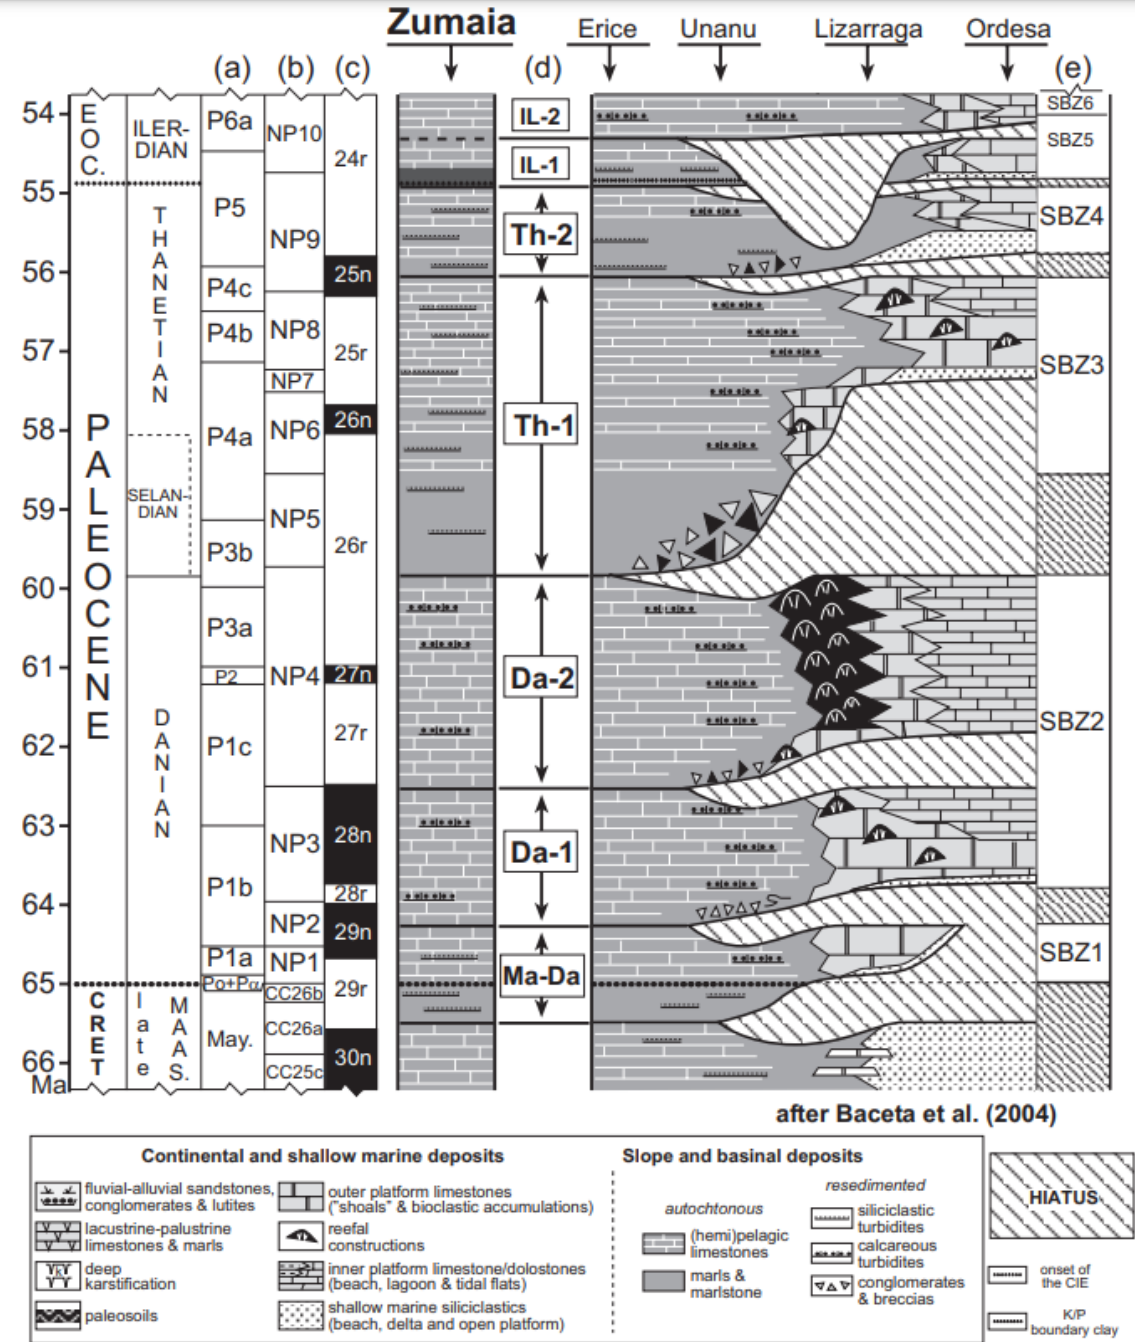 Zumaia Erice Unanu Lizarraga Ordesa
(a) (b) (c) (d) (e)
54
55
56
57
58
59
60
61
62
63
64
65
66
Ma
E
O
C.
PALEOCENE
CRET
ILER-
DIAN
THANETIAN
SELAN-
DIAN
DANIAN
late
MAAS.
P6a
P5
P4c
P4b
P4a
P3b
P3a
P2
P1c
P1b
P1a
Po+Pα
May.
NP10
NP9
NP8
NP7
NP6
NP5
NP4
NP3
NP2
NP1
CC26b
CC26a
CC25c
24r
25n
25r
26n
26r
27n
27r
28n
28r
29n
29r
30n
IL-2
IL-1
Th-2
Th-1
Da-2
Da-1
Ma-Da
SBZ6
SBZ5
SBZ4
SBZ3
SBZ2
SBZ1
after Baceta et al. (2004)
Continental and shallow marine deposits
fluvial-alluvial sandstones,
conglomerates & lutites
lacustrine-palustrine
limestones & marls
k
deep
karstification
paleosoils
outer platform limestones
("shoals" & bioclastic accumulations)
reefal
constructions
inner platform limestone/dolostones
(beach, lagoon & tidal flats)
shallow marine siliciclastics
(beach, delta and open platform)
Slope and basinal deposits
autochtonous
(hemi)pelagic
limestones
marls &
marlstone
resedimented
siliciclastic
turbidites
calcareous
turbidites
conglomerates
& breccias
HIATUS
onset of
the CIE
K/P
boundary clay